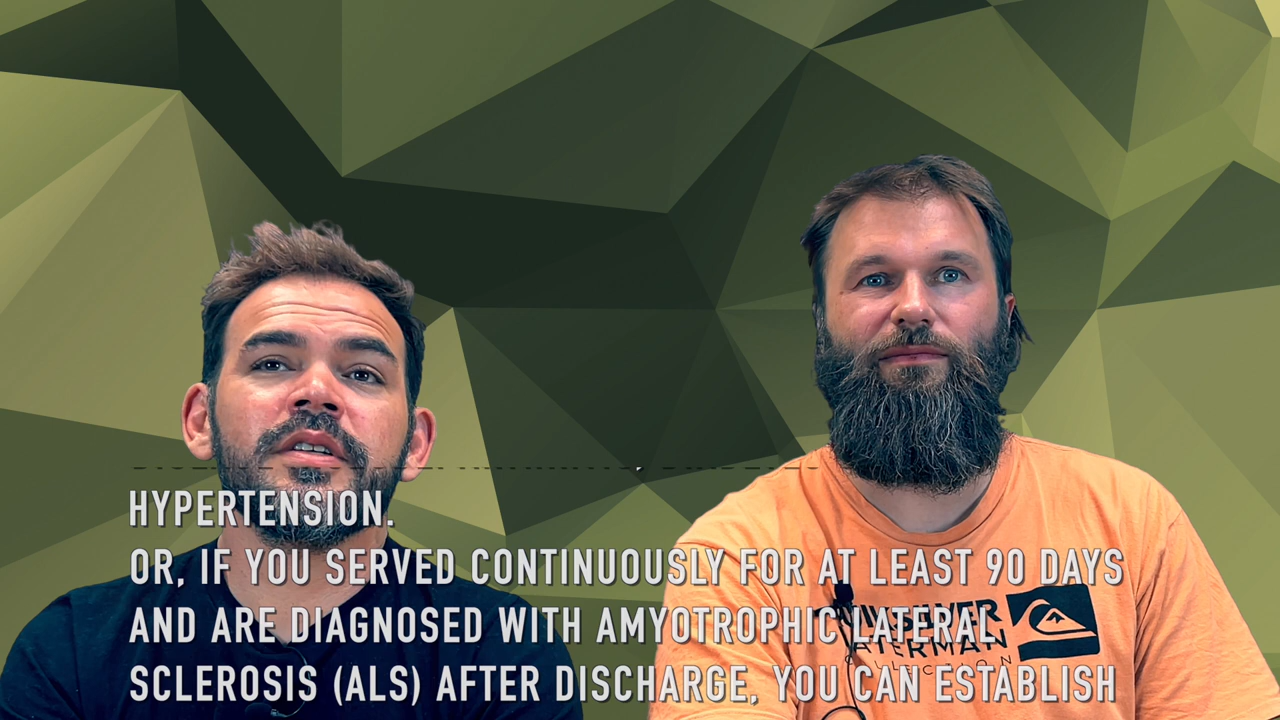 HYPERTENSION.
OR, IF YOU SERVED CONTINUOUSLY FOR AT LEAST 90 DAYS
AND ARE DIAGNOSED WITH AMYOTROPHIC LATERAL
SCLEROSIS (ALS) AFTER DISCHARGE, YOU CAN ESTABLISH
WATERMAN